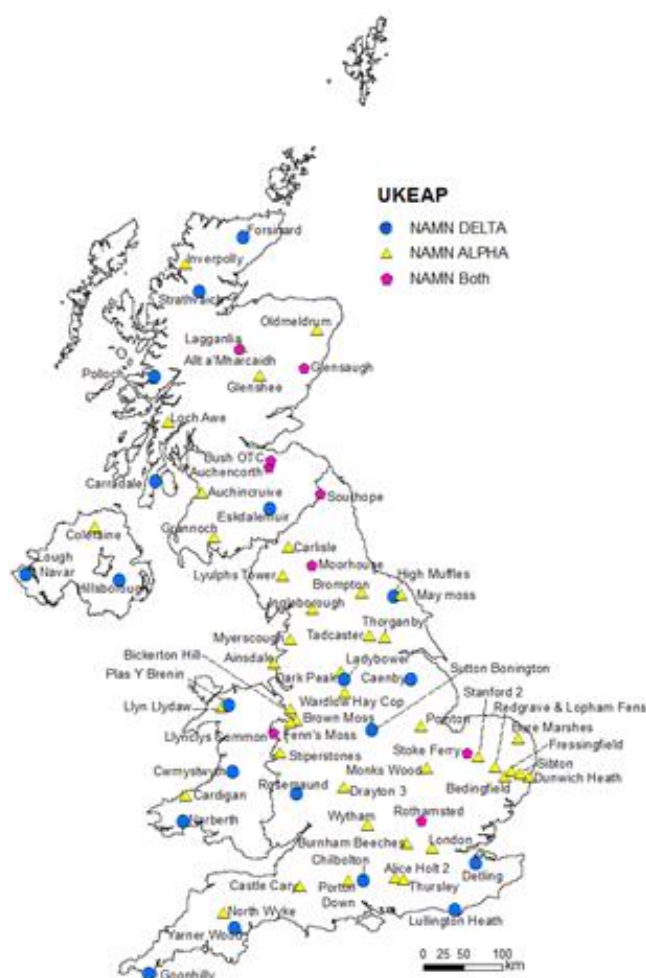 UKEAP
NAMN DELTA
NAMN ALPHA
NAMN Both
Forsinard
Inverpolly
Strathvaich
Oldmeldrum
Lagganlia
Allt a'Mharcaidh
Glensaugh
Polloch
Glenshee
Loch Awe
Bush OTC
Auchencorth
Carradale
Auchincruive
Sourhope
Eskdalemuir
Coleraine
Carlisle
Lough
Navar
Moorhouse
Hillsborough
Lyulphs Tower
High Muffles
Brompton
May moss
Ingleborough
Thorganby
Myerscough
Tadcaster
Bickerton Hill
Ainsdale
Ladybower
Sutton Bonington
Plas Y Brenin
Dark Peak
Caenby
Stanford 2
Wardlow Hay Cop
Redgrave & Lopham Fens
Llyn Llydaw
Brown Moss
Pointon
Fressingfield
Llynclys Common
Fenn's Moss
Stoke Ferry
Sibton
Stiperstones
Cwmystwyth
Monks Wood
Bedingfield
Dunwich Heath
Rosemaund
Drayton 3
Cardigan
Rothamsted
Narberth
Wytham
Burnham Beeches
London
Chilbolton
Alice Holt 2
Detling
Castle Cary
Porton
Down
Thursley
North Wyke
Lullington Heath
Yarner Wood
Goonhilly
0 25 50 100
km